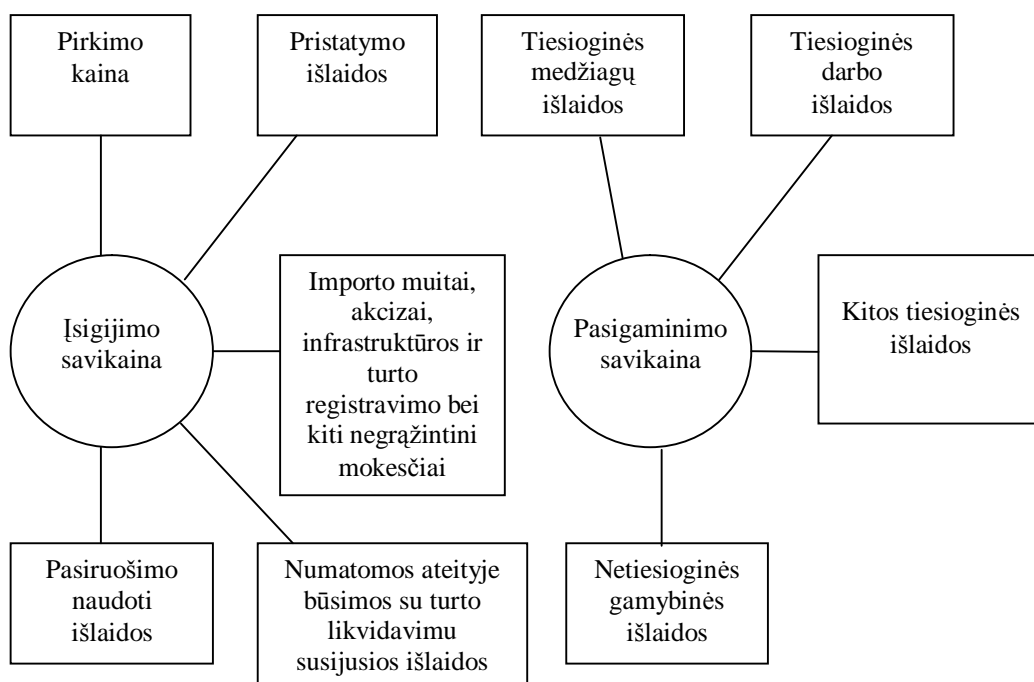 Pirkimo
kaina
Pristatymo
išlaidos
Tiesioginės
medžiagų
išlaidos
Tiesioginės
darbo
išlaidos
Įsigijimo
savikaina
Importo muitai,
akcizai,
infrastruktūros ir
turto
registravimo bei
kiti negrąžintini
mokesčiai
Pasigaminimo
savikaina
Kitos tiesioginės
išlaidos
Pasiruošimo
naudoti
išlaidos
Numatomos ateityje
būsimos su turto
likvidavimu
susijusios išlaidos
Netiesioginės
gamybinės
išlaidos